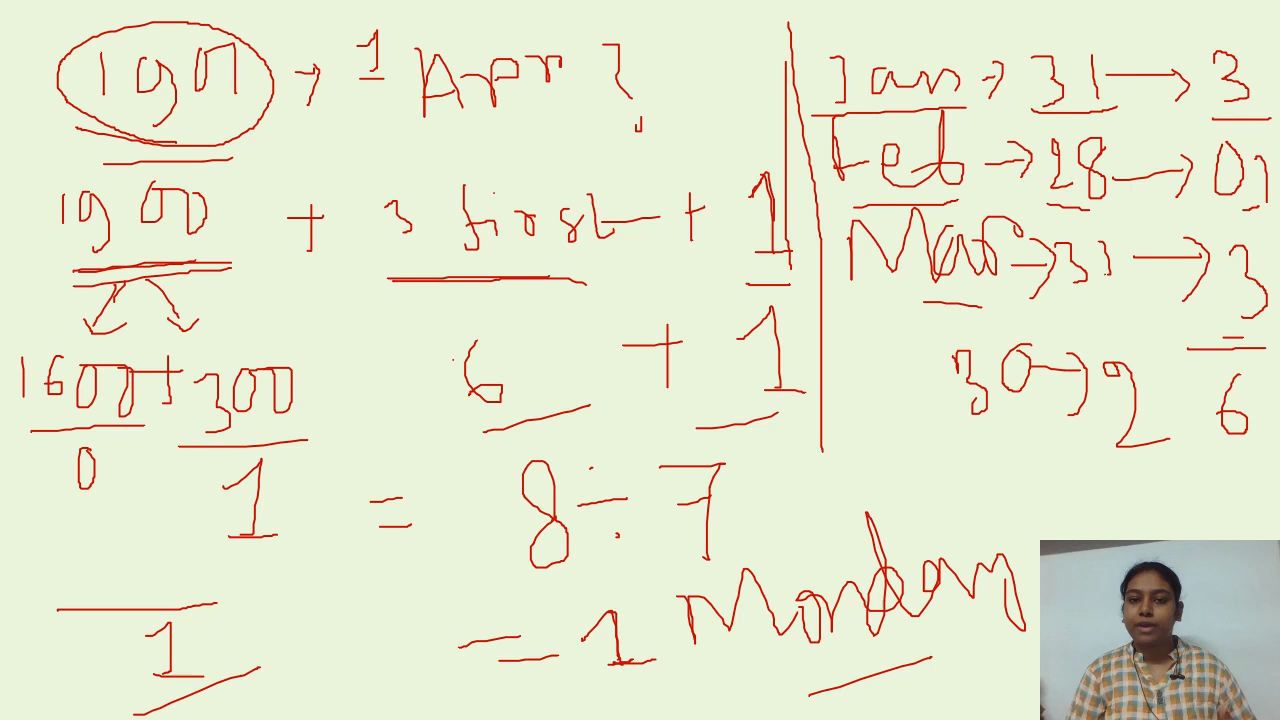 1901 → 1 Apr ?
1900 + 3 first + 1
1600 + 300
0 1
6 + 1
= 8 ÷ 7
1
= 1 Monday
Jan → 31 → 3
Feb → 28 → 0
Mar → 31 → 3
30 → 2 6